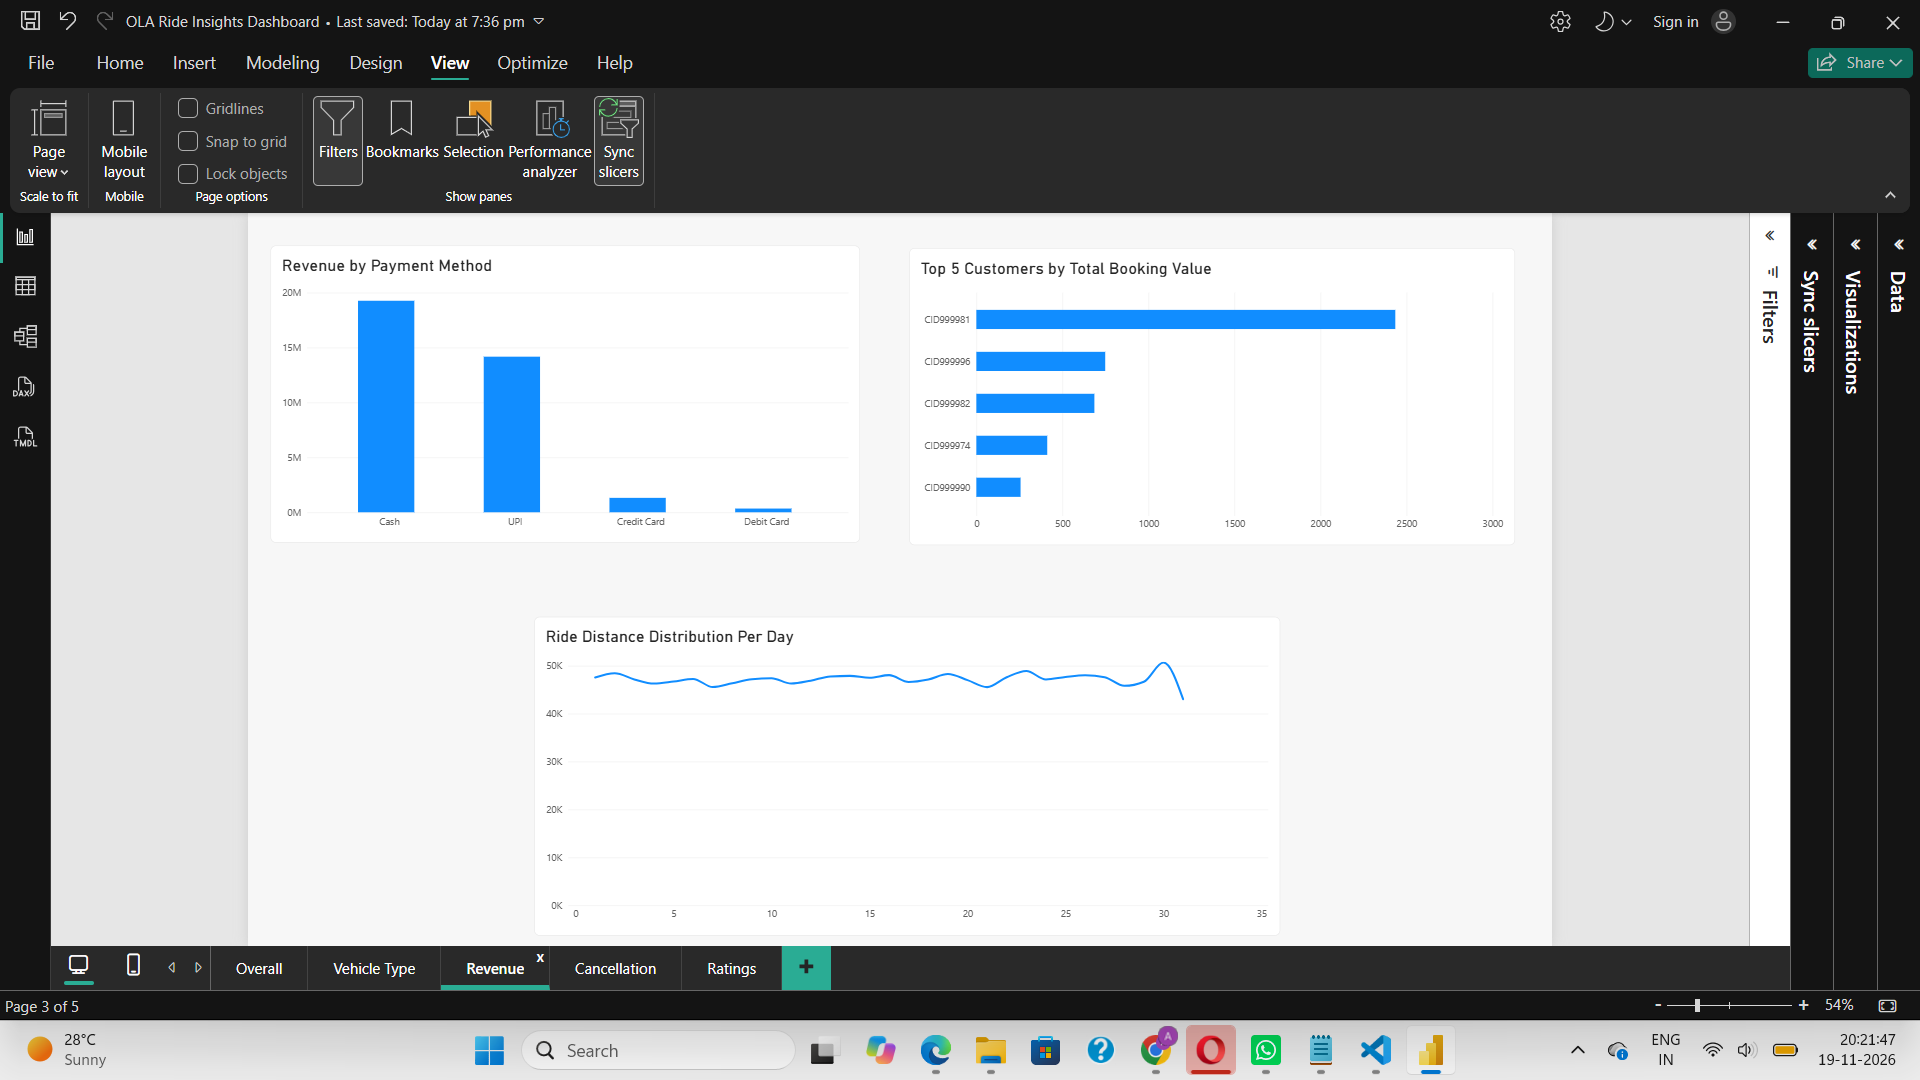 OLA Ride Insights Dashboard • Last saved: Today at 7:36 pm
Sign in
File Home Insert Modeling Design View Optimize Help
Share
Page view
Scale to fit
Mobile layout
Mobile
Gridlines
Snap to grid
Lock objects
Page options
Filters
Bookmarks
Selection
Performance analyzer
Sync slicers
Show panes
DAX
TMDL
Revenue by Payment Method
20M
15M
10M
5M
0M
Cash UPI Credit Card Debit Card
Top 5 Customers by Total Booking Value
CID999981
CID999996
CID999982
CID999974
CID999990
0 500 1000 1500 2000 2500 3000
Ride Distance Distribution Per Day
50K
40K
30K
20K
10K
0K
0 5 10 15 20 25 30 35
Filters
Sync slicers
Visualizations
Data
Overall Vehicle Type Revenue x Cancellation Ratings +
Page 3 of 5
- + 54%
28°C
Sunny
Search
A
ENG
IN
20:21:47
19-11-2026